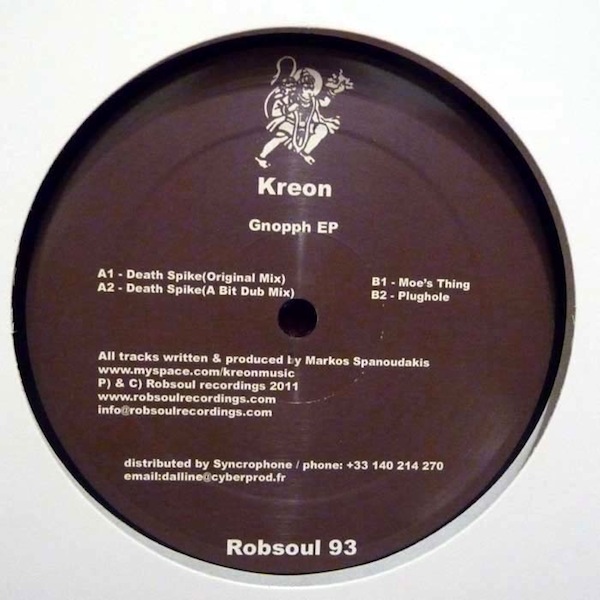 Kreon
Gnopph EP
A1 - Death Spike(Original Mix)
A2 - Death Spike(A Bit Dub Mix)
B1 - Moe's Thing
B2 - Plughole
All tracks written & produced by Markos Spanoudakis
www.myspace.com/kreonmusic
P) & C) Robsoul recordings 2011
www.robsoulrecordings.com
info@robsoulrecordings.com
distributed by Syncrophone / phone: +33 140 214 270
email:dalline@cyberprod.fr
Robsoul 93